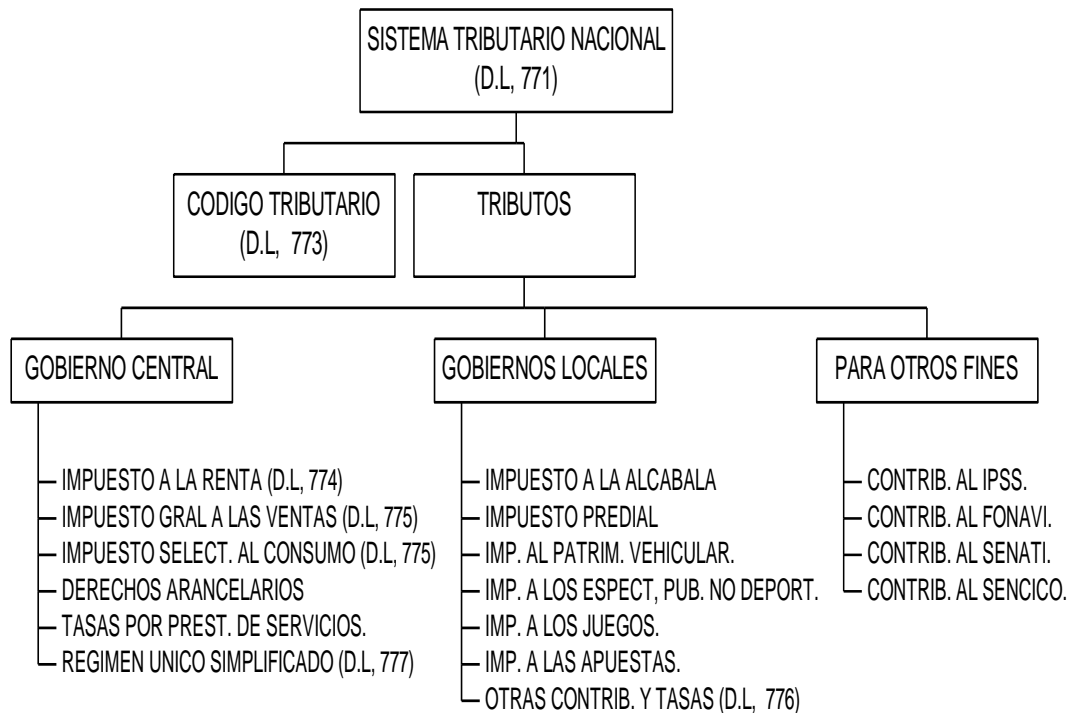 SISTEMA TRIBUTARIO NACIONAL
(D.L, 771)
CODIGO TRIBUTARIO
(D.L, 773)
TRIBUTOS
GOBIERNO CENTRAL
IMPUESTO A LA RENTA (D.L, 774)
IMPUESTO GRAL A LAS VENTAS (D.L, 775)
IMPUESTO SELECT. AL CONSUMO (D.L, 775)
DERECHOS ARANCELARIOS
TASAS POR PREST. DE SERVICIOS.
REGIMEN UNICO SIMPLIFICADO (D.L, 777)
GOBIERNOS LOCALES
IMPUESTO A LA ALCABALA
IMPUESTO PREDIAL
IMP. AL PATRIM. VEHICULAR.
IMP. A LOS ESPECT, PUB. NO DEPORT.
IMP. A LOS JUEGOS.
IMP. A LAS APUESTAS.
OTRAS CONTRIB. Y TASAS (D.L, 776)
PARA OTROS FINES
CONTRIB. AL IPSS.
CONTRIB. AL FONAVI.
CONTRIB. AL SENATI.
CONTRIB. AL SENCICO.